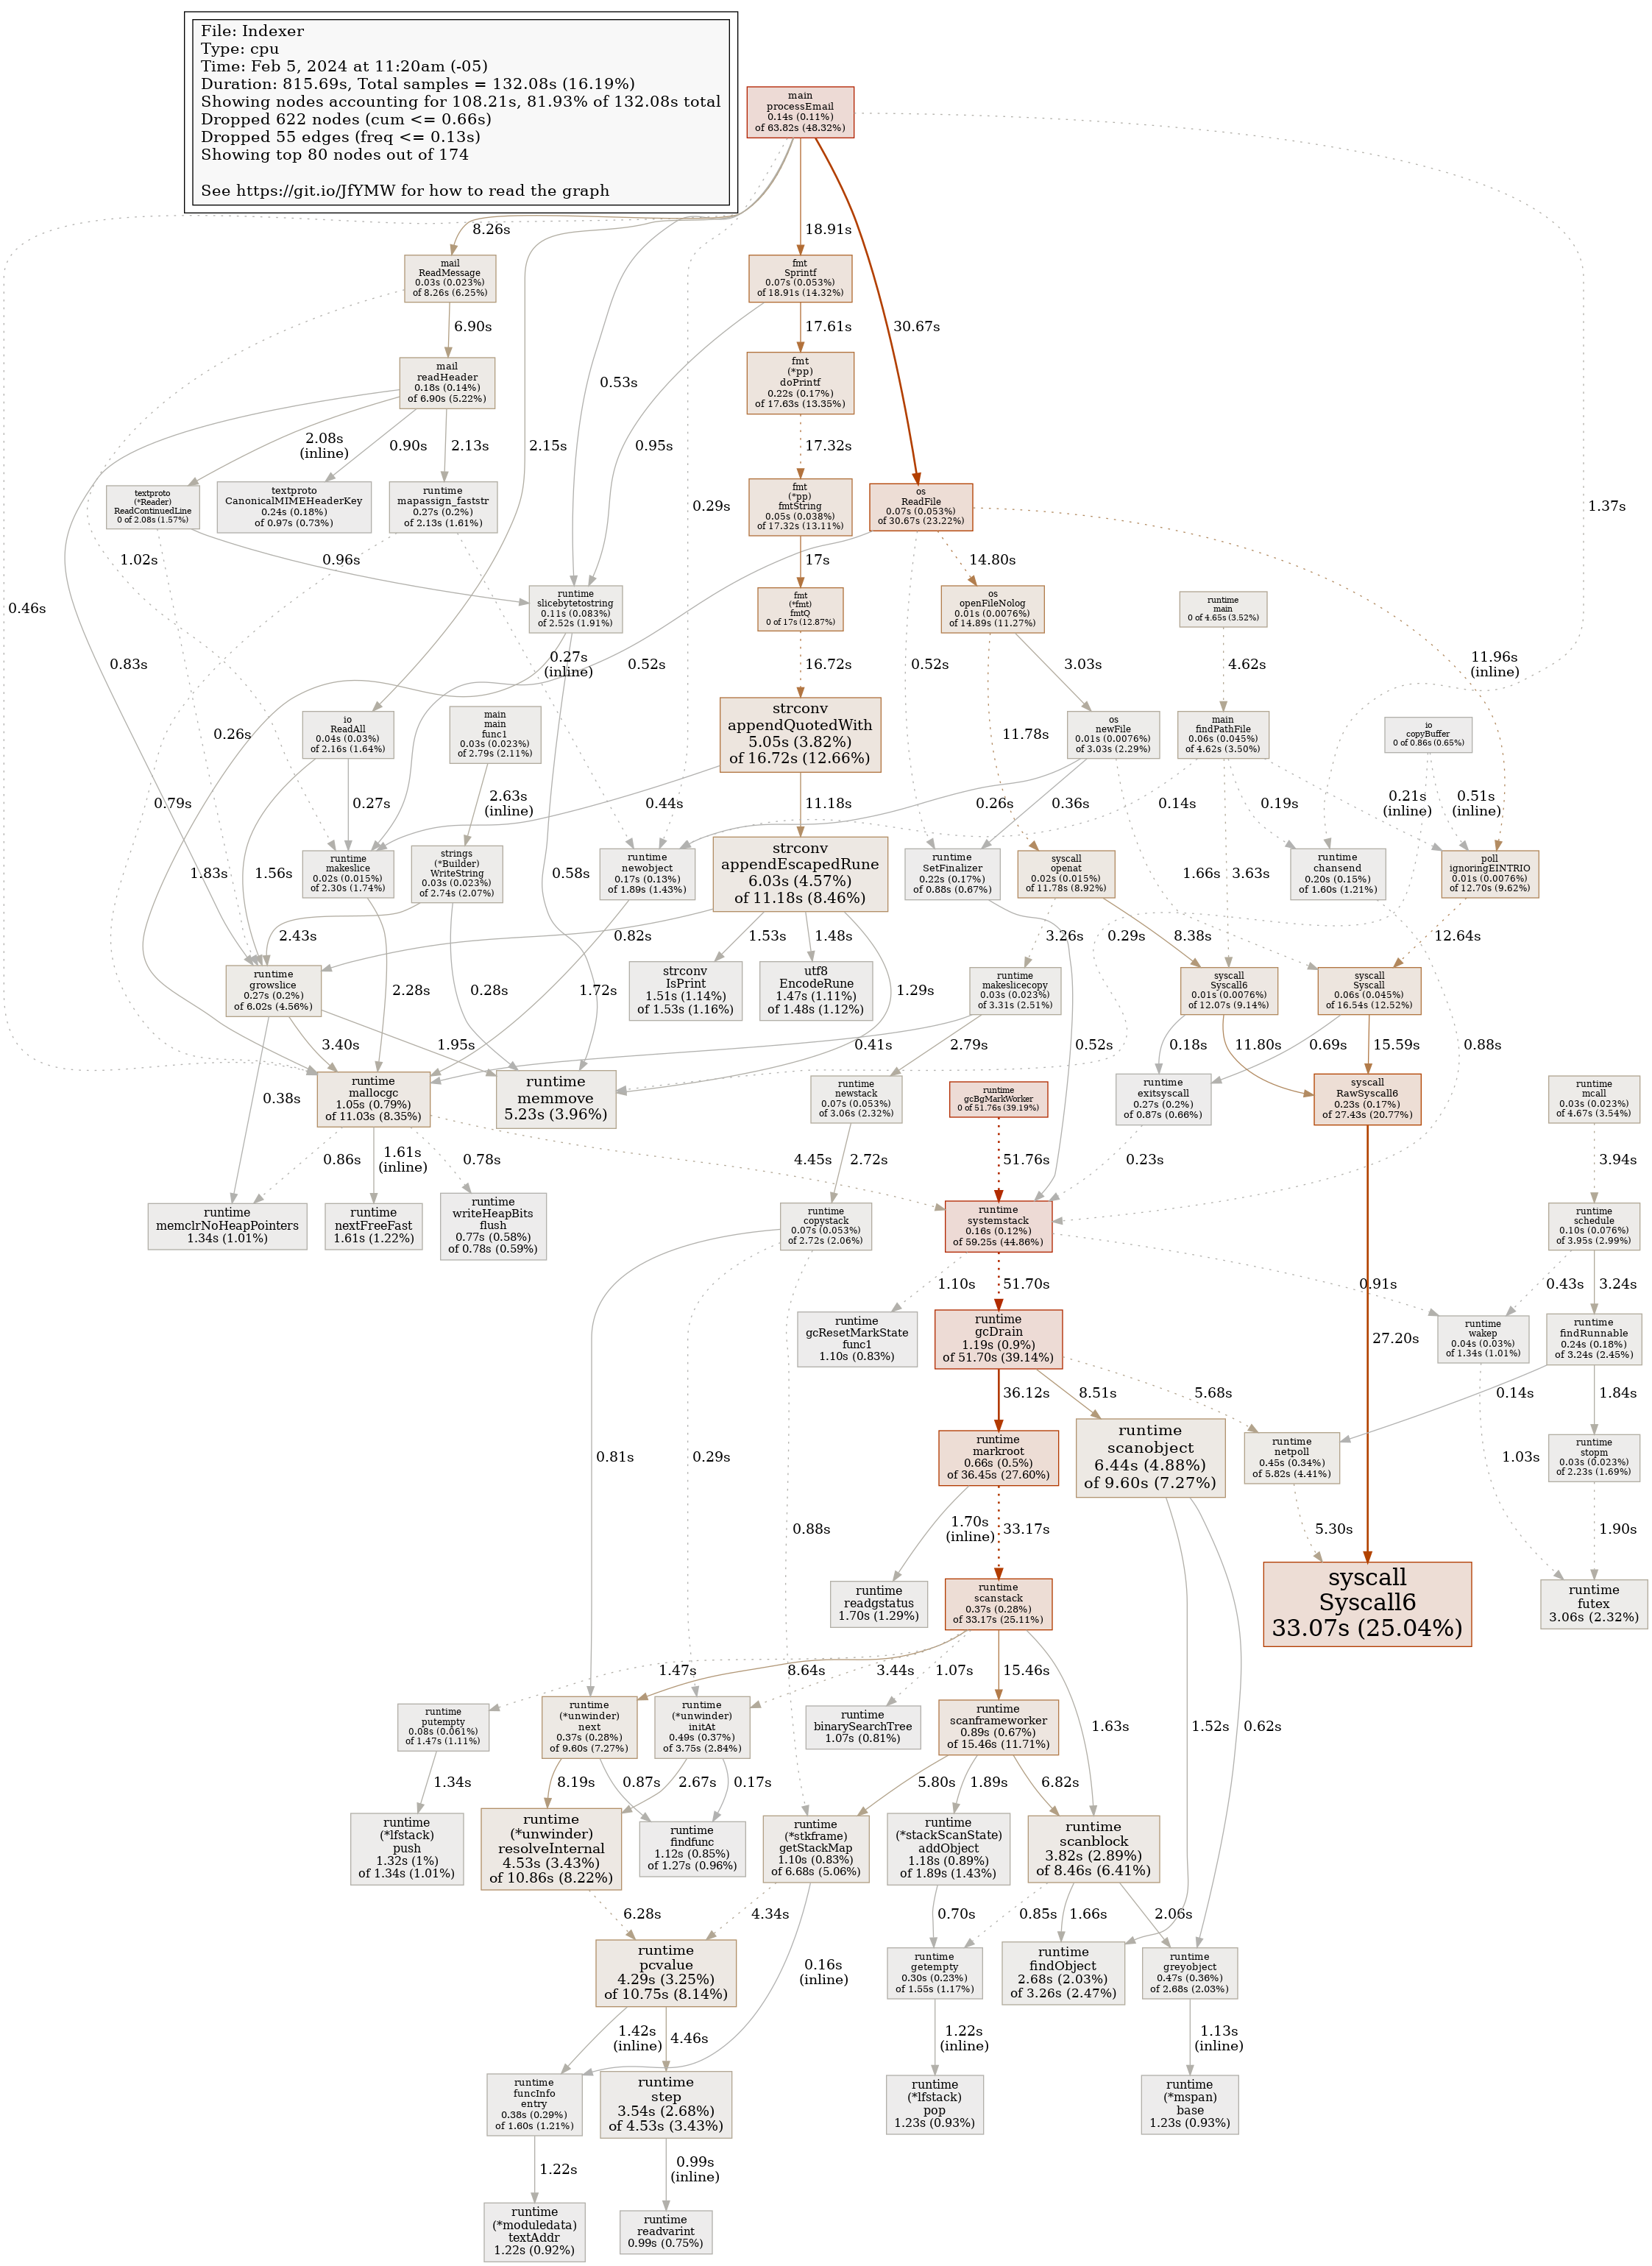 File: Indexer
Type: cpu
Time: Feb 5, 2024 at 11:20am (-05)
Duration: 815.69s, Total samples = 132.08s (16.19%)
Showing nodes accounting for 108.21s, 81.93% of 132.08s total
Dropped 622 nodes (cum <= 0.66s)
Dropped 55 edges (freq <= 0.13s)
Showing top 80 nodes out of 174
See https://git.io/JfYMW for how to read the graph
main
processEmail
0.14s (0.11%)
of 63.82s (48.32%)
8.26s
18.91s
mail
ReadMessage
0.03s (0.023%)
of 8.26s (6.25%)
fmt
Sprintf
0.07s (0.053%)
of 18.91s (14.32%)
6.90s
17.61s
30.67s
mail
readHeader
0.18s (0.14%)
of 6.90s (5.22%)
0.53s
fmt
(*pp)
doPrintf
0.22s (0.17%)
of 17.63s (13.35%)
2.08s
(inline)
0.90s
2.13s
2.15s
0.95s
17.32s
textproto
(*Reader)
ReadContinuedLine
0 of 2.08s (1.57%)
textproto
CanonicalMIMEHeaderKey
0.24s (0.18%)
of 0.97s (0.73%)
runtime
mapassign_faststr
0.27s (0.2%)
of 2.13s (1.61%)
0.29s
fmt
(*pp)
fmtString
0.05s (0.038%)
of 17.32s (13.11%)
os
ReadFile
0.07s (0.053%)
of 30.67s (23.22%)
1.37s
1.02s
0.96s
17s
14.80s
0.46s
runtime
slicebytetostring
0.11s (0.083%)
of 2.52s (1.91%)
fmt
(*fmt)
fmtQ
0 of 17s (12.87%)
os
openFileNolog
0.01s (0.0076%)
of 14.89s (11.27%)
runtime
main
0 of 4.65s (3.52%)
0.83s
0.27s
(inline)
0.52s
16.72s
0.52s
3.03s
4.62s
11.96s
(inline)
0.26s
io
ReadAll
0.04s (0.03%)
of 2.16s (1.64%)
main
main
func1
0.03s (0.023%)
of 2.79s (2.11%)
strconv
appendQuotedWith
5.05s (3.82%)
of 16.72s (12.66%)
11.78s
os
newFile
0.01s (0.0076%)
of 3.03s (2.29%)
main
findPathFile
0.06s (0.045%)
of 4.62s (3.50%)
io
copyBuffer
0 of 0.86s (0.65%)
0.79s
0.27s
2.63s
(inline)
0.44s
11.18s
0.26s
0.36s
0.14s
0.19s
0.21s
(inline)
0.51s
(inline)
1.83s
1.56s
runtime
makeslice
0.02s (0.015%)
of 2.30s (1.74%)
strings
(*Builder)
WriteString
0.03s (0.023%)
of 2.74s (2.07%)
0.58s
runtime
newobject
0.17s (0.13%)
of 1.89s (1.43%)
strconv
appendEscapedRune
6.03s (4.57%)
of 11.18s (8.46%)
runtime
SetFinalizer
0.22s (0.17%)
of 0.88s (0.67%)
syscall
openat
0.02s (0.015%)
of 11.78s (8.92%)
1.66s
3.63s
runtime
chansend
0.20s (0.15%)
of 1.60s (1.21%)
poll
ignoringEINTRIO
0.01s (0.0076%)
of 12.70s (9.62%)
2.43s
0.82s
1.53s
1.48s
3.26s
8.38s
0.29s
12.64s
runtime
growslice
0.27s (0.2%)
of 6.02s (4.56%)
2.28s
0.28s
1.72s
strconv
IsPrint
1.51s (1.14%)
of 1.53s (1.16%)
utf8
EncodeRune
1.47s (1.11%)
of 1.48s (1.12%)
1.29s
runtime
makeslicecopy
0.03s (0.023%)
of 3.31s (2.51%)
syscall
Syscall6
0.01s (0.0076%)
of 12.07s (9.14%)
syscall
Syscall
0.06s (0.045%)
of 16.54s (12.52%)
3.40s
1.95s
0.41s
2.79s
0.52s
0.18s
11.80s
0.69s
15.59s
0.88s
0.38s
runtime
mallocgc
1.05s (0.79%)
of 11.03s (8.35%)
runtime
memmove
5.23s (3.96%)
runtime
newstack
0.07s (0.053%)
of 3.06s (2.32%)
runtime
gcBgMarkWorker
0 of 51.76s (39.19%)
runtime
exitsyscall
0.27s (0.2%)
of 0.87s (0.66%)
syscall
RawSyscall6
0.23s (0.17%)
of 27.43s (20.77%)
runtime
mcall
0.03s (0.023%)
of 4.67s (3.54%)
0.86s
1.61s
(inline)
0.78s
4.45s
2.72s
51.76s
0.23s
3.94s
runtime
memclrNoHeapPointers
1.34s (1.01%)
runtime
nextFreeFast
1.61s (1.22%)
runtime
writeHeapBits
flush
0.77s (0.58%)
of 0.78s (0.59%)
runtime
copystack
0.07s (0.053%)
of 2.72s (2.06%)
runtime
systemstack
0.16s (0.12%)
of 59.25s (44.86%)
runtime
schedule
0.10s (0.076%)
of 3.95s (2.99%)
1.10s
51.70s
0.91s
0.43s
3.24s
runtime
gcResetMarkState
func1
1.10s (0.83%)
runtime
gcDrain
1.19s (0.9%)
of 51.70s (39.14%)
27.20s
runtime
wakep
0.04s (0.03%)
of 1.34s (1.01%)
runtime
findRunnable
0.24s (0.18%)
of 3.24s (2.45%)
36.12s
8.51s
5.68s
0.14s
1.84s
0.81s
0.29s
runtime
markroot
0.66s (0.5%)
of 36.45s (27.60%)
runtime
scanobject
6.44s (4.88%)
of 9.60s (7.27%)
runtime
netpoll
0.45s (0.34%)
of 5.82s (4.41%)
1.03s
runtime
stopm
0.03s (0.023%)
of 2.23s (1.69%)
0.88s
1.70s
(inline)
33.17s
5.30s
1.90s
runtime
readgstatus
1.70s (1.29%)
runtime
scanstack
0.37s (0.28%)
of 33.17s (25.11%)
syscall
Syscall6
33.07s (25.04%)
runtime
futex
3.06s (2.32%)
1.47s
8.64s
3.44s
1.07s
15.46s
runtime
putempty
0.08s (0.061%)
of 1.47s (1.11%)
runtime
(*unwinder)
next
0.37s (0.28%)
of 9.60s (7.27%)
runtime
(*unwinder)
initAt
0.49s (0.37%)
of 3.75s (2.84%)
runtime
binarySearchTree
1.07s (0.81%)
runtime
scanframeworker
0.89s (0.67%)
of 15.46s (11.71%)
1.63s
1.52s
0.62s
1.34s
8.19s
0.87s
2.67s
0.17s
5.80s
1.89s
6.82s
runtime
(*lfstack)
push
1.32s (1%)
of 1.34s (1.01%)
runtime
(*unwinder)
resolveInternal
4.53s (3.43%)
of 10.86s (8.22%)
runtime
findfunc
1.12s (0.85%)
of 1.27s (0.96%)
runtime
(*stkframe)
getStackMap
1.10s (0.83%)
of 6.68s (5.06%)
runtime
(*stackScanState)
addObject
1.18s (0.89%)
of 1.89s (1.43%)
runtime
scanblock
3.82s (2.89%)
of 8.46s (6.41%)
6.28s
4.34s
0.70s
0.85s
1.66s
2.06s
runtime
pcvalue
4.29s (3.25%)
of 10.75s (8.14%)
0.16s
(inline)
runtime
getempty
0.30s (0.23%)
of 1.55s (1.17%)
runtime
findObject
2.68s (2.03%)
of 3.26s (2.47%)
runtime
greyobject
0.47s (0.36%)
of 2.68s (2.03%)
1.42s
(inline)
4.46s
1.22s
(inline)
1.13s
(inline)
runtime
funcInfo
entry
0.38s (0.29%)
of 1.60s (1.21%)
runtime
step
3.54s (2.68%)
of 4.53s (3.43%)
runtime
(*lfstack)
pop
1.23s (0.93%)
runtime
(*mspan)
base
1.23s (0.93%)
1.22s
0.99s
(inline)
runtime
(*moduledata)
textAddr
1.22s (0.92%)
runtime
readvarint
0.99s (0.75%)